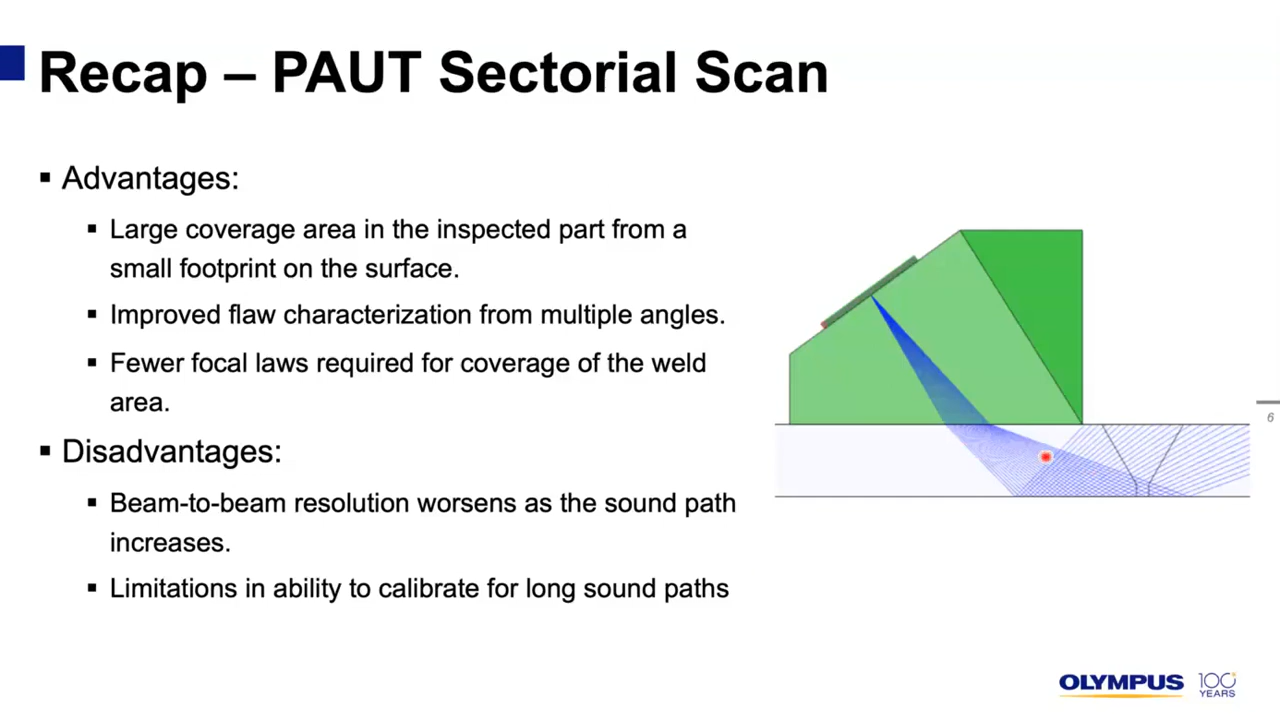 Recap – PAUT Sectorial Scan
▪ Advantages:
▪ Large coverage area in the inspected part from a
small footprint on the surface.
▪ Improved flaw characterization from multiple angles.
▪ Fewer focal laws required for coverage of the weld
area.
▪ Disadvantages:
▪ Beam-to-beam resolution worsens as the sound path
increases.
▪ Limitations in ability to calibrate for long sound paths
6
OLYMPUS 100
YEARS